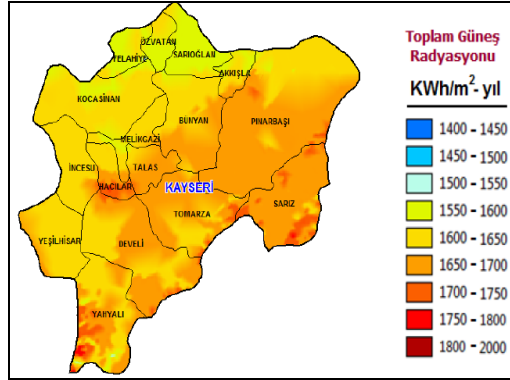 ÖZVATAN
SARIOĞLAN
FELAHİYE
AKKIŞLA
KOCASİNAN
BÜNYAN
PINARBAŞI
MELİKGAZİ
İNCESU
TALAS
HACILAR
KAYSERİ
SARIZ
TOMARZA
YEŞİLHİSAR
DEVELİ
YAHYALI
Toplam Güneş
Radyasyonu
KWh/m²- yıl
1400 - 1450
1450 - 1500
1500 - 1550
1550 - 1600
1600 - 1650
1650 - 1700
1700 - 1750
1750 - 1800
1800 - 2000